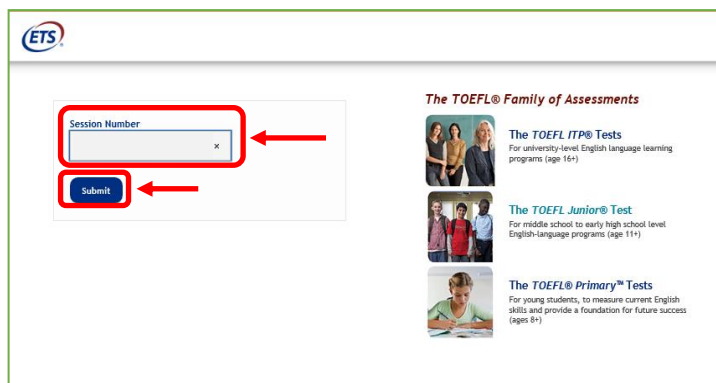 ETS®
Session Number
×
Submit
The TOEFL® Family of Assessments
The TOEFL ITP® Tests
For university-level English language learning
programs (age 16+)
The TOEFL Junior® Test
For middle school to early high school level
English-language programs (age 11+)
The TOEFL® Primary™ Tests
For young students, to measure current English
skills and provide a foundation for future success
(ages 8+)